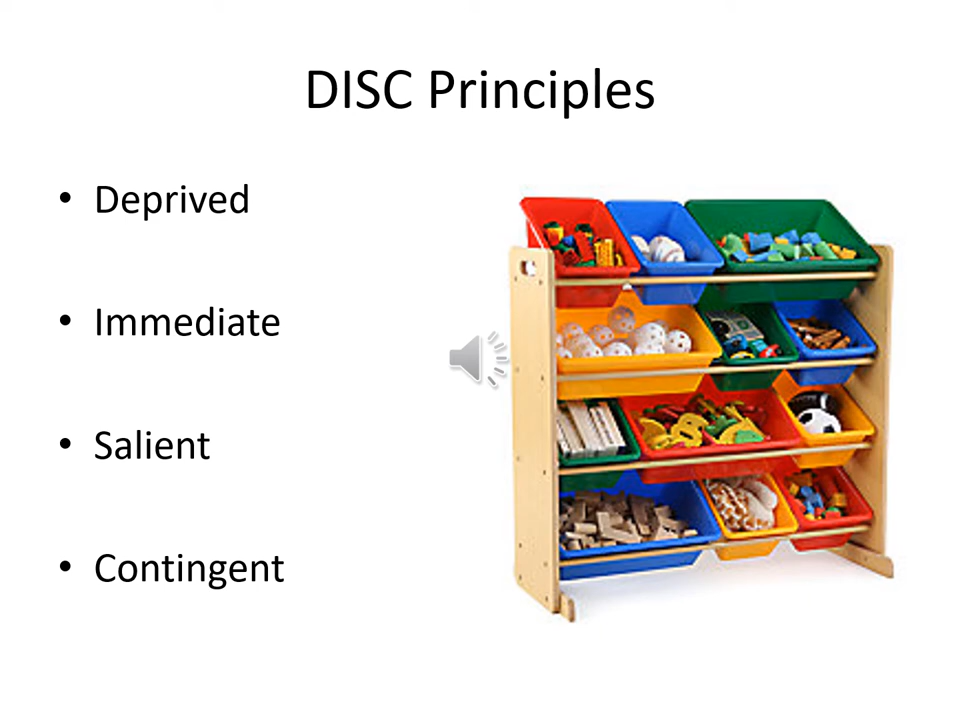 DISC Principles
• Deprived
• Immediate
• Salient
• Contingent